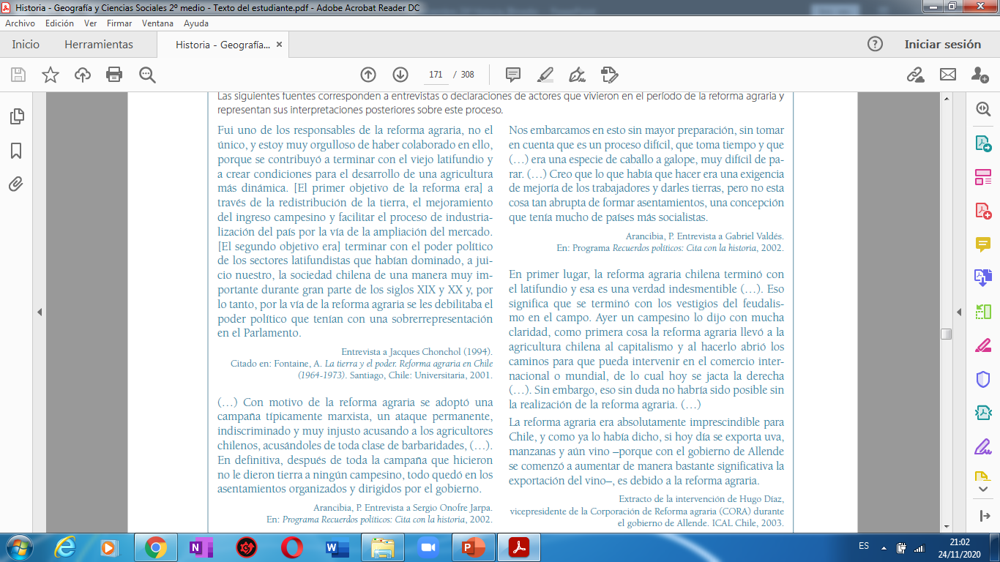 Historia - Geografía y Ciencias Sociales 2º medio - Texto del estudiante.pdf - Adobe Acrobat Reader DC
Archivo Edición Ver Firmar Ventana Ayuda
Inicio Herramientas Historia - Geografía... × Iniciar sesión
171 / 308
Las siguientes fuentes corresponden a entrevistas o declaraciones de actores que vivieron en el período de la reforma agraria y
representan sus interpretaciones posteriores sobre este proceso.
Fui uno de los responsables de la reforma agraria, no el
único, y estoy muy orgulloso de haber colaborado en ello,
porque se contribuyó a terminar con el viejo latifundio y
a crear condiciones para el desarrollo de una agricultura
más dinámica. [El primer objetivo de la reforma era] a
través de la redistribución de la tierra, el mejoramiento
del ingreso campesino y facilitar el proceso de industria-
lización del país por la vía de la ampliación del mercado.
[El segundo objetivo era] terminar con el poder político
de los sectores latifundistas que habían dominado, a jui-
cio nuestro, la sociedad chilena de una manera muy im-
portante durante gran parte de los siglos XIX y XX y, por
lo tanto, por la vía de la reforma agraria se les debilitaba el
poder político que tenían con una sobrerrepresentación
en el Parlamento.
Entrevista a Jacques Chonchol (1994).
Citado en: Fontaine, A. La tierra y el poder. Reforma agraria en Chile
(1964-1973). Santiago, Chile: Universitaria, 2001.
(…) Con motivo de la reforma agraria se adoptó una
campaña típicamente marxista, un ataque permanente,
indiscriminado y muy injusto acusando a los agricultores
chilenos, acusándoles de toda clase de barbaridades, (…).
En definitiva, después de toda la campaña que hicieron
no le dieron tierra a ningún campesino, todo quedó en los
asentamientos organizados y dirigidos por el gobierno.
Arancibia, P. Entrevista a Sergio Onofre Jarpa.
En: Programa Recuerdos políticos: Cita con la historia, 2002.
Nos embarcamos en esto sin mayor preparación, sin tomar
en cuenta que es un proceso difícil, que toma tiempo y que
(…) era una especie de caballo a galope, muy difícil de pa-
rar. (…) Creo que lo que había que hacer era una exigencia
de mejoría de los trabajadores y darles tierras, pero no esta
cosa tan abrupta de formar asentamientos, una concepción
que tenía mucho de países más socialistas.
Arancibia, P. Entrevista a Gabriel Valdés.
En: Programa Recuerdos políticos: Cita con la historia, 2002.
En primer lugar, la reforma agraria chilena terminó con
el latifundio y esa es una verdad indesmentible (…). Eso
significa que se terminó con los vestigios del feudalis-
mo en el campo. Ayer un campesino lo dijo con mucha
claridad, como primera cosa la reforma agraria llevó a la
agricultura chilena al capitalismo y al hacerlo abrió los
caminos para que pueda intervenir en el comercio inter-
nacional o mundial, de lo cual hoy se jacta la derecha
(…). Sin embargo, eso sin duda no habría sido posible sin
la realización de la reforma agraria. (…)
La reforma agraria era absolutamente imprescindible para
Chile, y como ya lo había dicho, si hoy día se exporta uva,
manzanas y aún vino –porque con el gobierno de Allende
se comenzó a aumentar de manera bastante significativa la
exportación del vino–, es debido a la reforma agraria.
Extracto de la intervención de Hugo Díaz,
vicepresidente de la Corporación de Reforma agraria (CORA) durante
el gobierno de Allende. ICAL Chile, 2003.
ES 21:02
24/11/2020